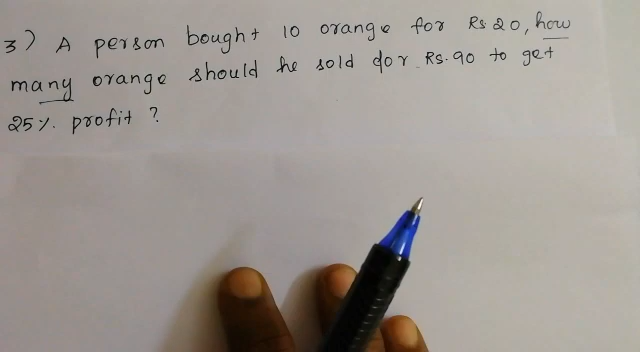 3) A person bought 10 orange for Rs 20, how
many orange should he sold dor Rs. 90 to get
25%. profit ?